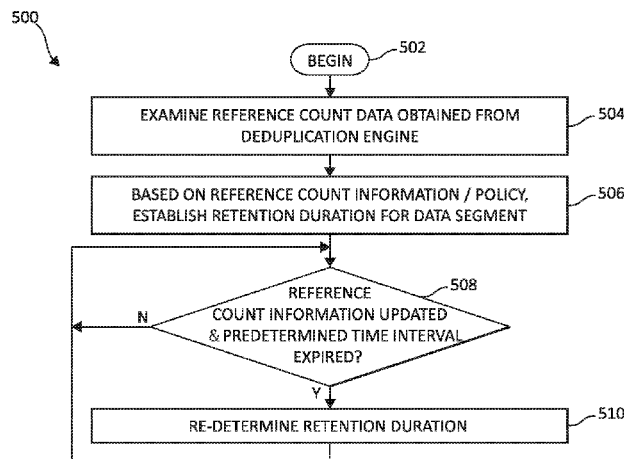 500
BEGIN
502
EXAMINE REFERENCE COUNT DATA OBTAINED FROM
DEDUPLICATION ENGINE
504
BASED ON REFERENCE COUNT INFORMATION / POLICY,
ESTABLISH RETENTION DURATION FOR DATA SEGMENT
506
508
REFERENCE
COUNT INFORMATION UPDATED
& PREDETERMINED TIME INTERVAL
EXPIRED?
N
Y
RE-DETERMINE RETENTION DURATION
510